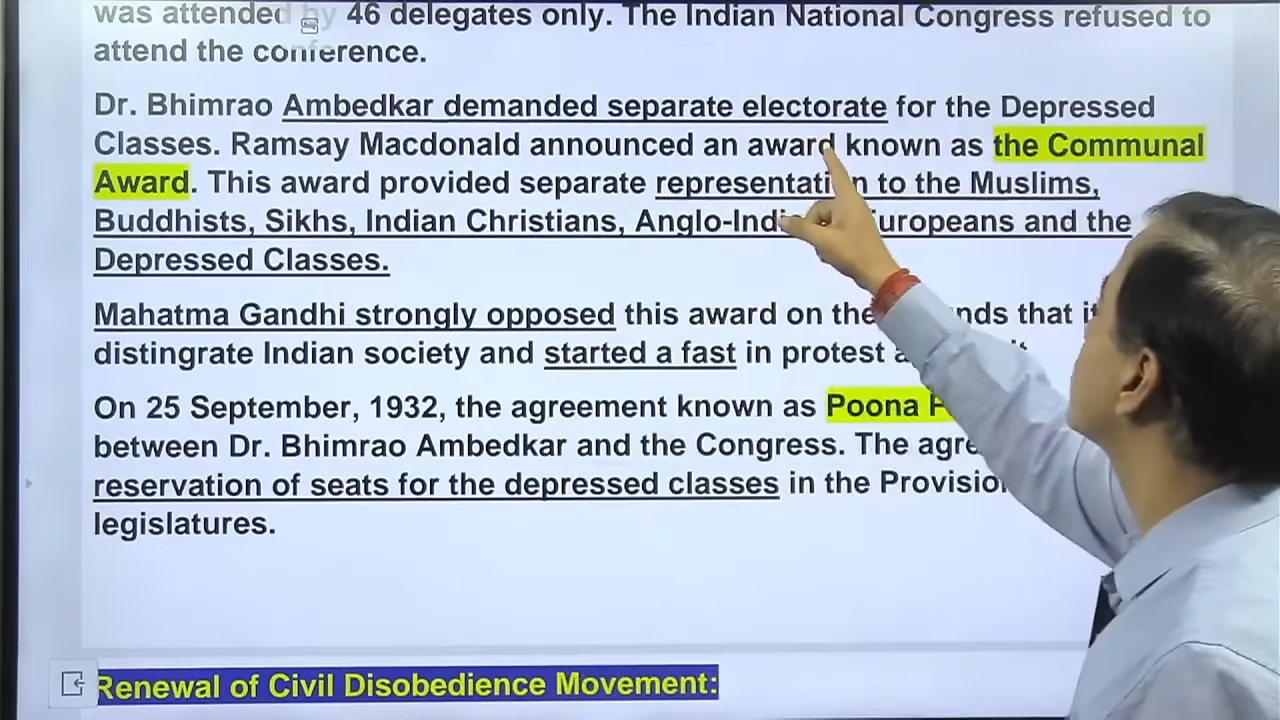 was attended by 46 delegates only. The Indian National Congress refused to
attend the conference.
Dr. Bhimrao Ambedkar demanded separate electorate for the Depressed
Classes. Ramsay Macdonald announced an award known as the Communal
Award. This award provided separate representation to the Muslims,
Buddhists, Sikhs, Indian Christians, Anglo-Indi uropeans and the
Depressed Classes.
Mahatma Gandhi strongly opposed this award on the nds that it
distingrate Indian society and started a fast in protest
On 25 September, 1932, the agreement known as Poona P
between Dr. Bhimrao Ambedkar and the Congress. The agre
reservation of seats for the depressed classes in the Provisio
legislatures.
Renewal of Civil Disobedience Movement: